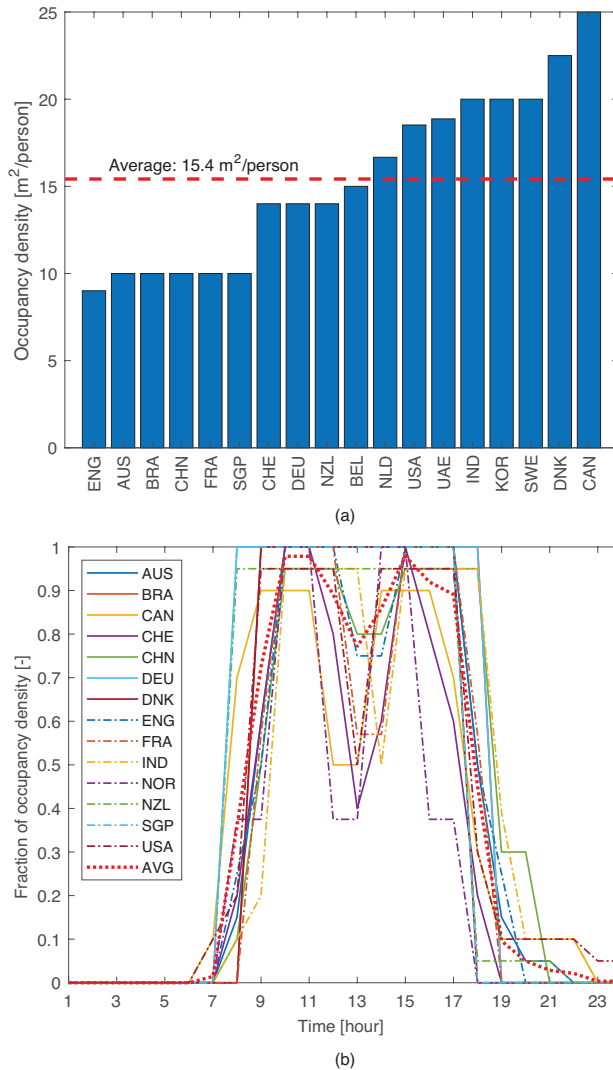 25
20
15
10
5
0
Occupancy density [m²/person]
Average: 15.4 m²/person
ENG AUS BRA CHN FRA SGP CHE DEU NZL BEL NLD USA UAE IND KOR SWE DNK CAN
(a)
1
0.9
0.8
0.7
0.6
0.5
0.4
0.3
0.2
0.1
0
Fraction of occupancy density [-]
AUS
BRA
CAN
CHE
CHN
DEU
DNK
ENG
FRA
IND
NOR
NZL
SGP
USA
AVG
1 3 5 7 9 11 13 15 17 19 21 23
Time [hour]
(b)